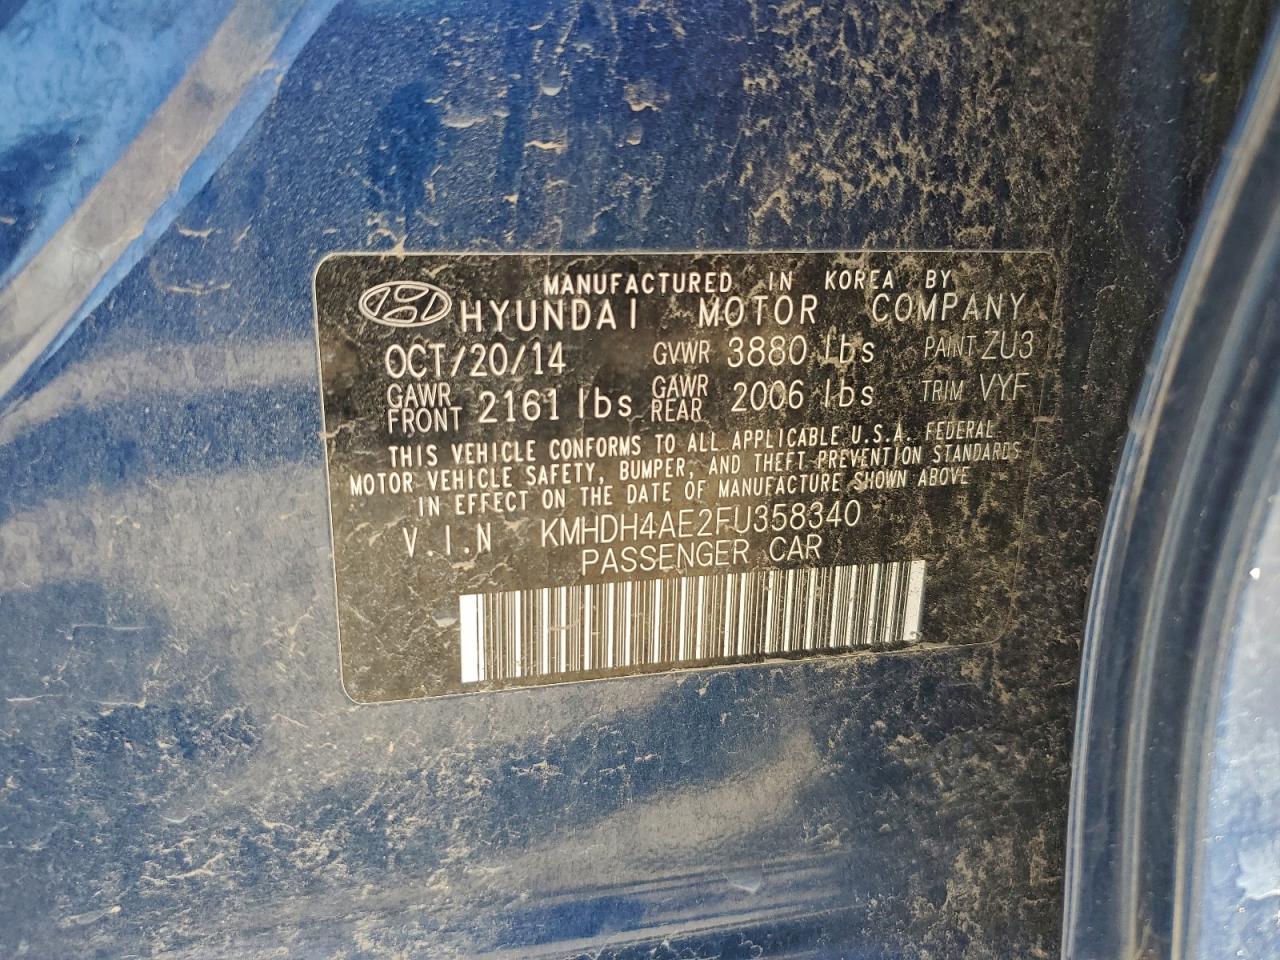 MANUFACTURED IN KOREA BY
HYUNDAI MOTOR COMPANY
OCT/20/14 GVWR 3880 lbs PAINT ZU3
GAWR FRONT 2161 lbs GAWR REAR 2006 lbs TRIM VYF
THIS VEHICLE CONFORMS TO ALL APPLICABLE U.S.A. FEDERAL
MOTOR VEHICLE SAFETY, BUMPER, AND THEFT PREVENTION STANDARDS
IN EFFECT ON THE DATE OF MANUFACTURE SHOWN ABOVE
V.I.N KMHDH4AE2FU358340
PASSENGER CAR